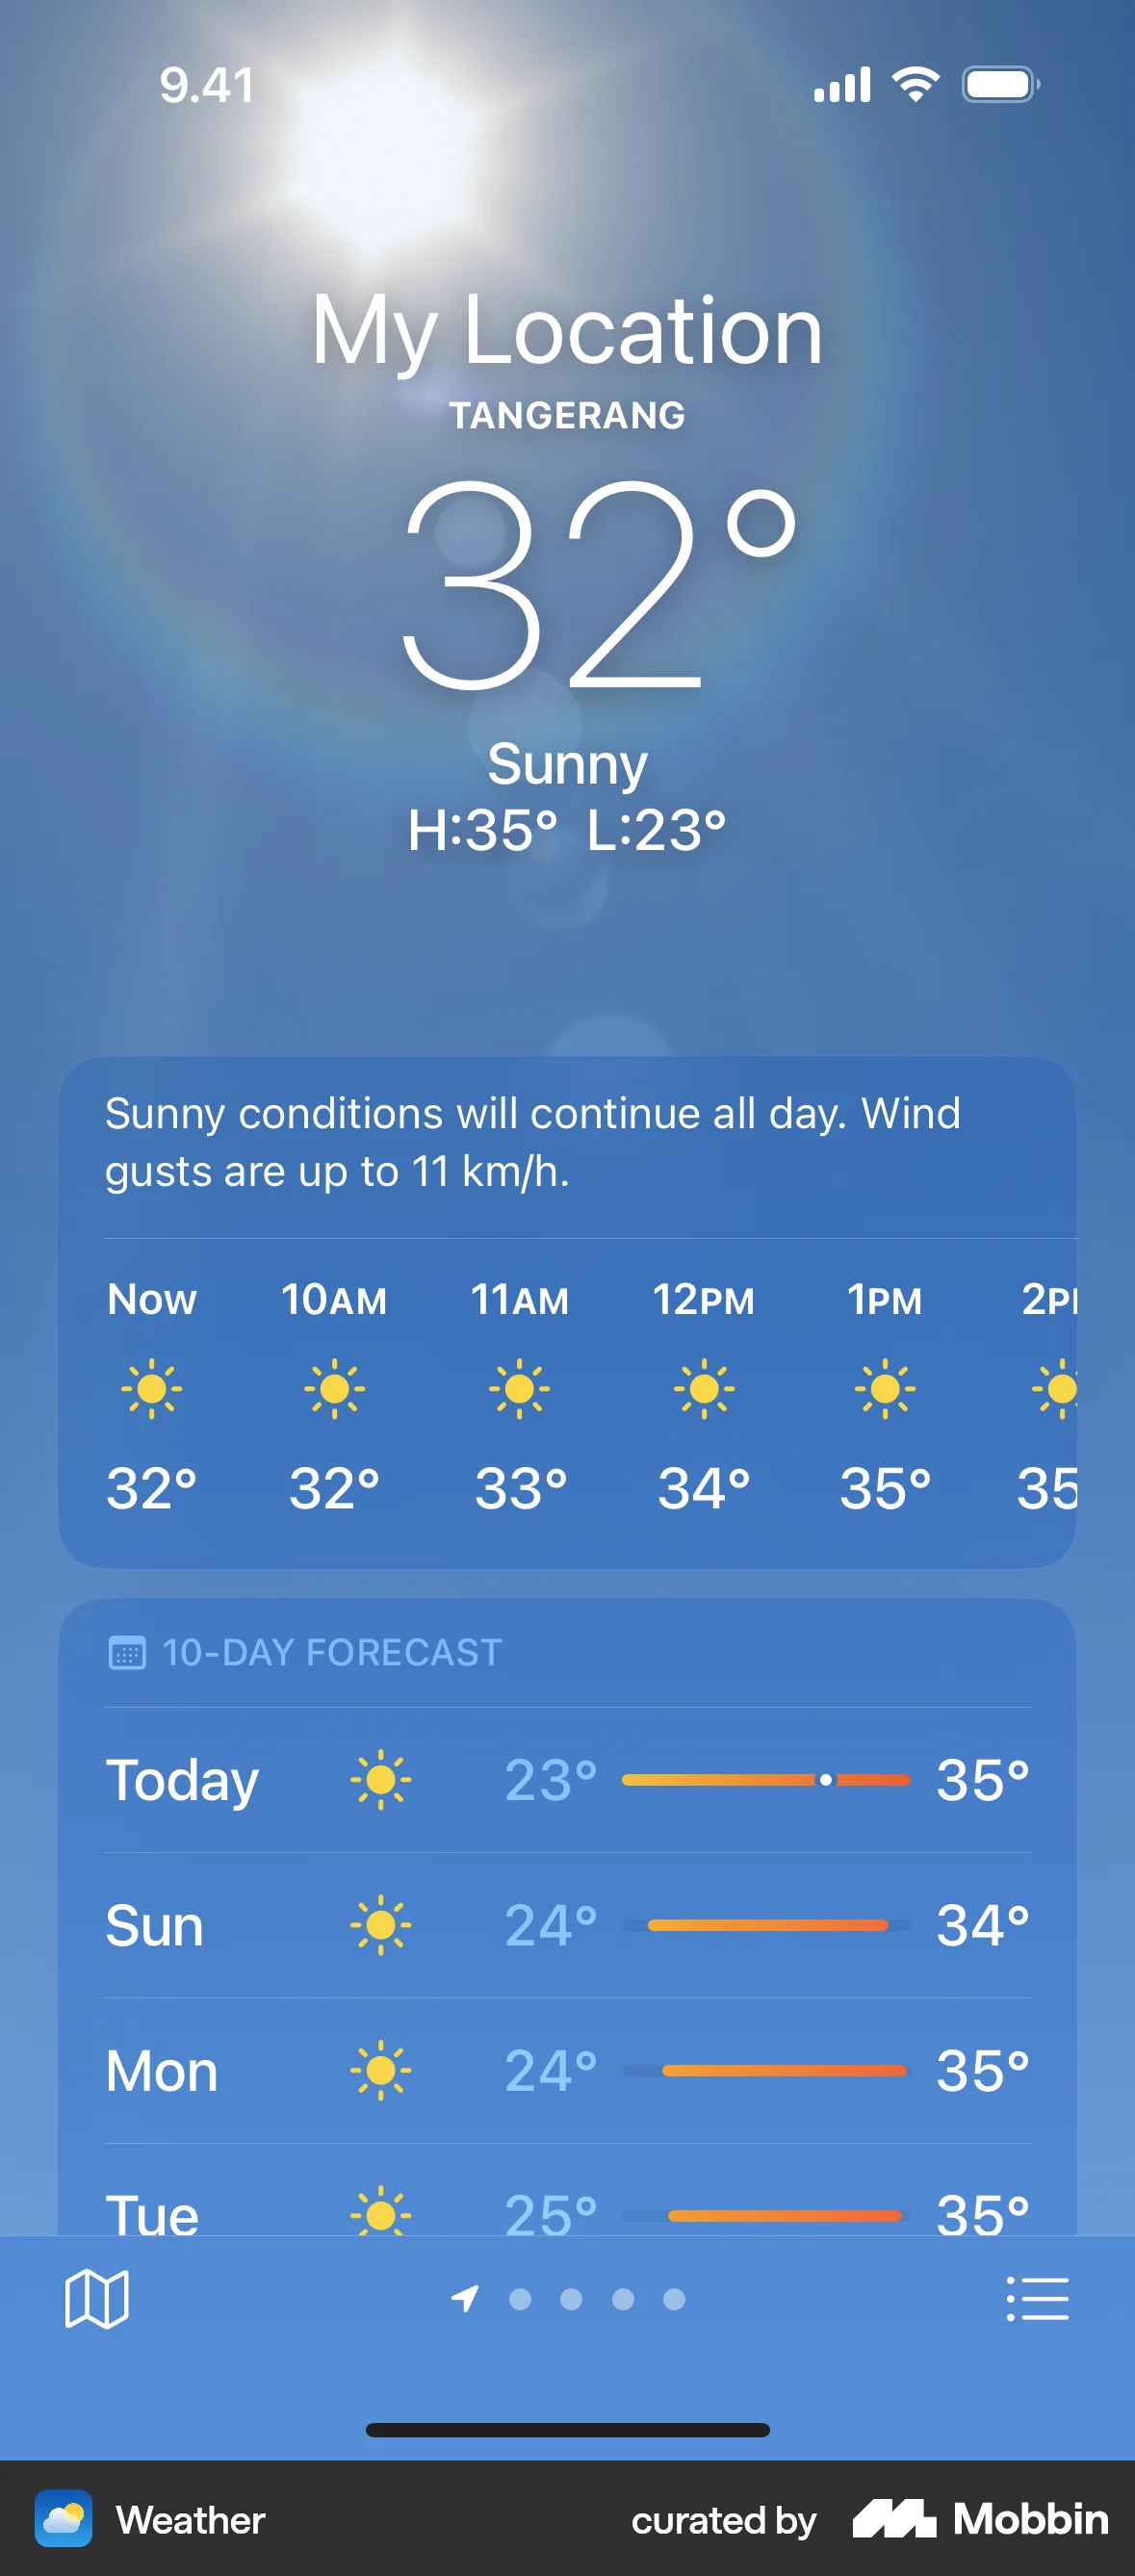 9.41
My Location
TANGERANG
32°
Sunny
H:35° L:23°
Sunny conditions will continue all day. Wind
gusts are up to 11 km/h.
Now 10AM 11AM 12PM 1PM 2P
32° 32° 33° 34° 35° 35
10-DAY FORECAST
Today 23° 35°
Sun 24° 34°
Mon 24° 35°
Tue 25° 35°
Weather curated by Mobbin